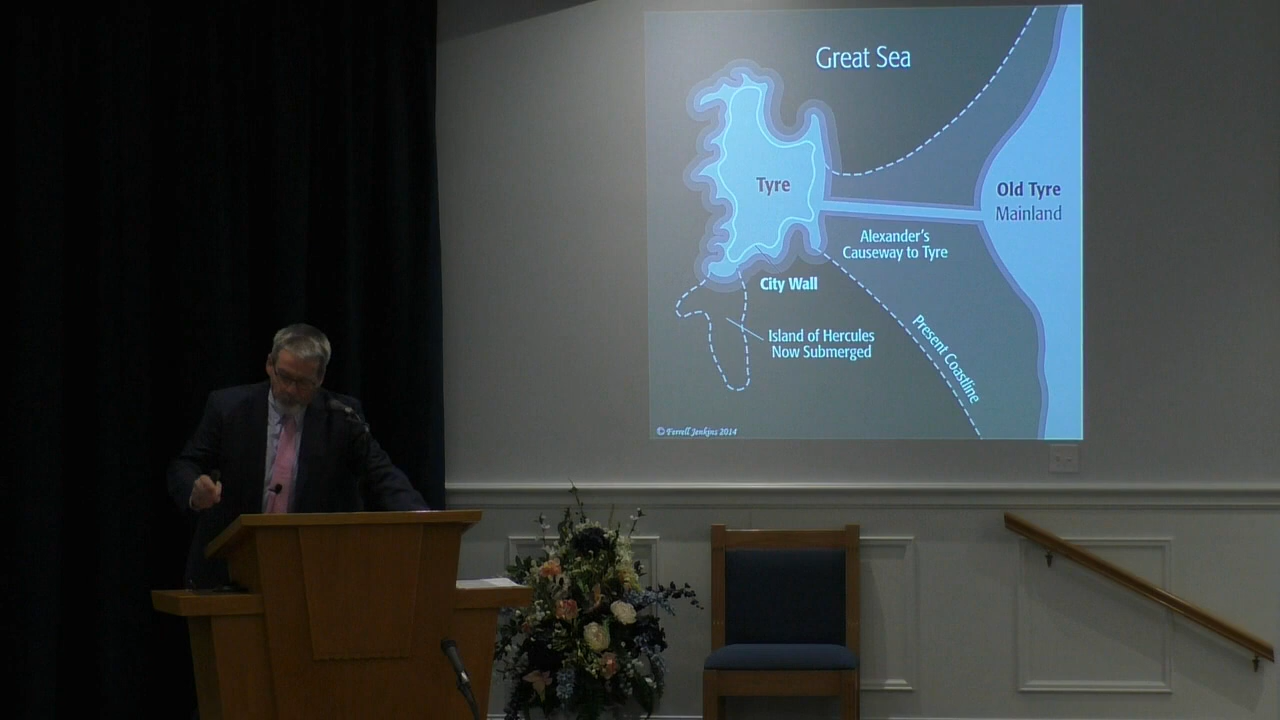 Great Sea
Tyre
Old Tyre
Mainland
Alexander's
Causeway to Tyre
City Wall
Island of Hercules
Now Submerged
Present Coastline
© Ferrell Jenkins 2014